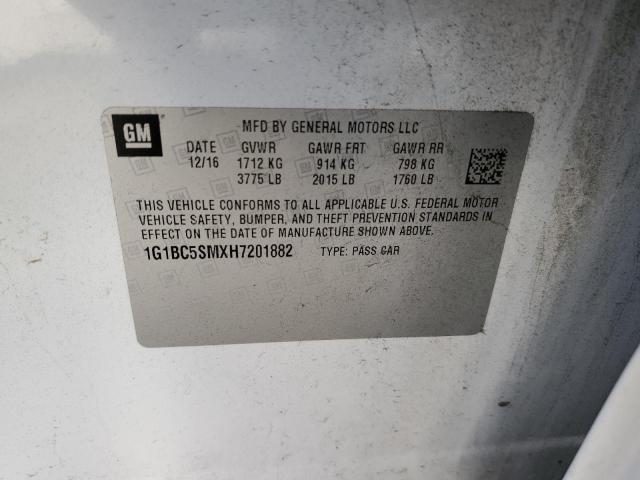 GM
MFD BY GENERAL MOTORS LLC
DATE GVWR GAWR FRT GAWR RR
12/16 1712 KG 914 KG 798 KG
3775 LB 2015 LB 1760 LB
THIS VEHICLE CONFORMS TO ALL APPLICABLE U.S. FEDERAL MOTOR
VEHICLE SAFETY, BUMPER, AND THEFT PREVENTION STANDARDS IN
EFFECT ON THE DATE OF MANUFACTURE SHOWN ABOVE.
1G1BC5SMXH7201882 TYPE: PASS CAR